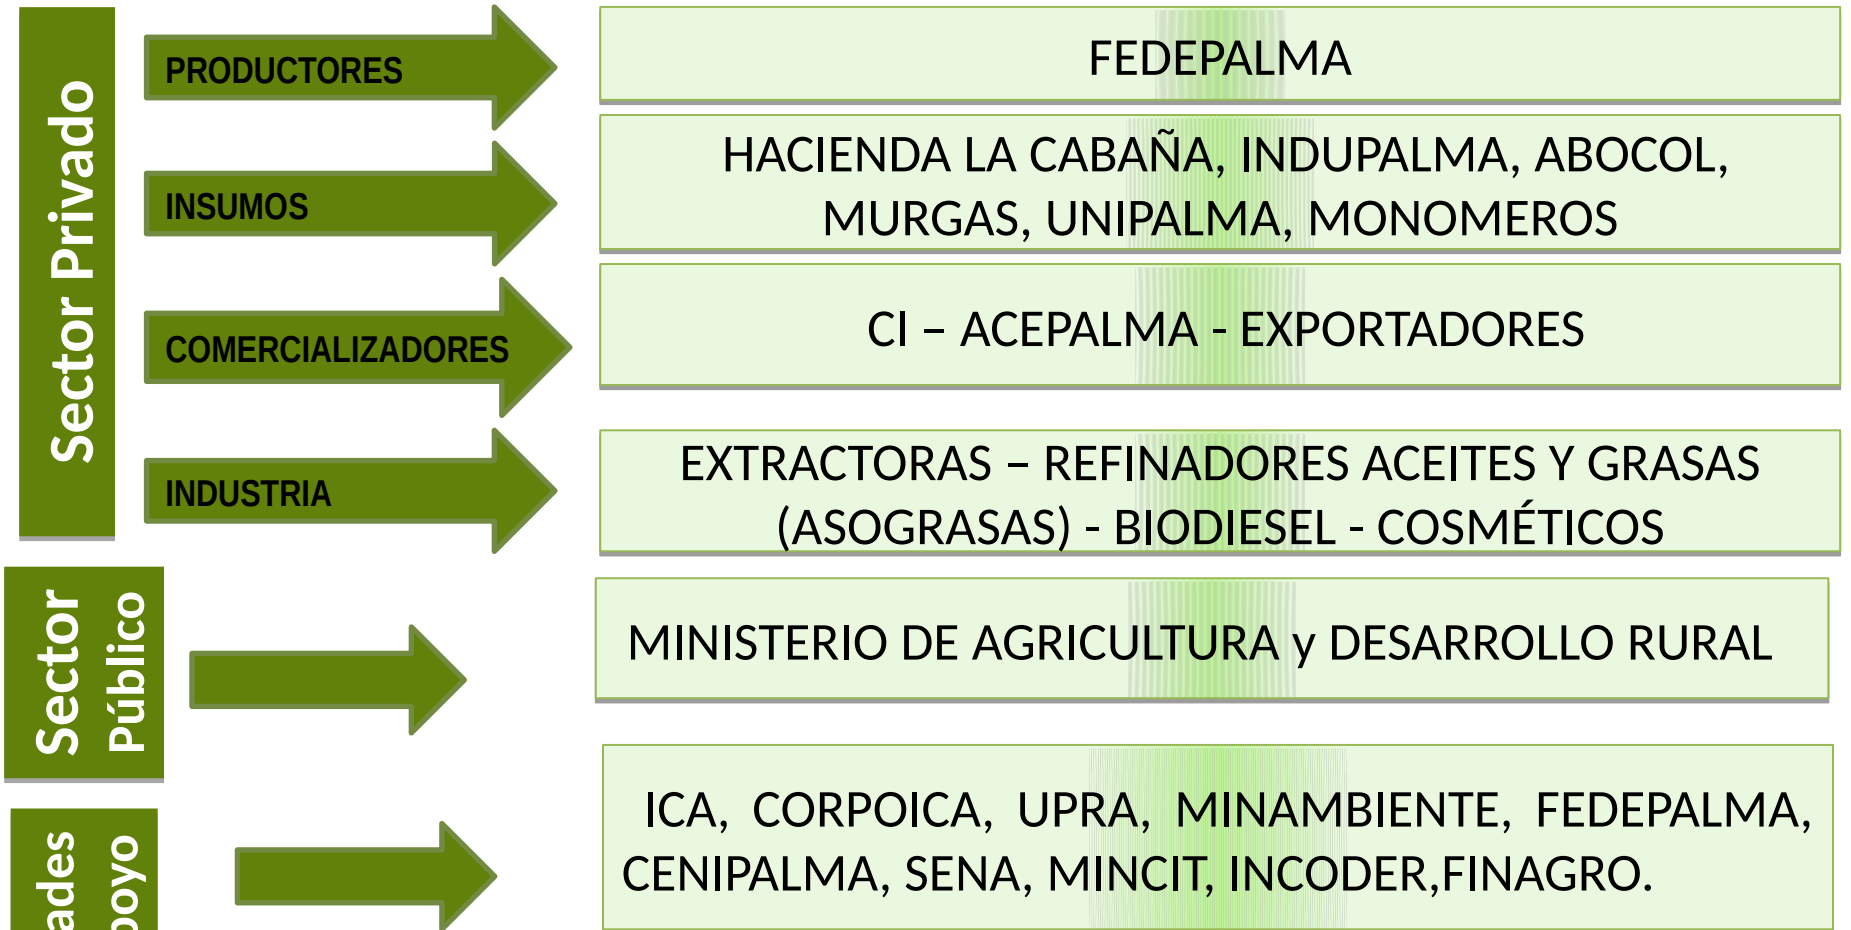 Sector Privado
PRODUCTORES
FEDEPALMA
INSUMOS
HACIENDA LA CABAÑA, INDUPALMA, ABOCOL,
MURGAS, UNIPALMA, MONOMEROS
COMERCIALIZADORES
CI – ACEPALMA - EXPORTADORES
INDUSTRIA
EXTRACTORAS – REFINADORES ACEITES Y GRASAS
(ASOGRASAS) - BIODIESEL - COSMÉTICOS
Sector
Público
MINISTERIO DE AGRICULTURA y DESARROLLO RURAL
ICA, CORPOICA, UPRA, MINAMBIENTE, FEDEPALMA,
CENIPALMA, SENA, MINCIT, INCODER,FINAGRO.